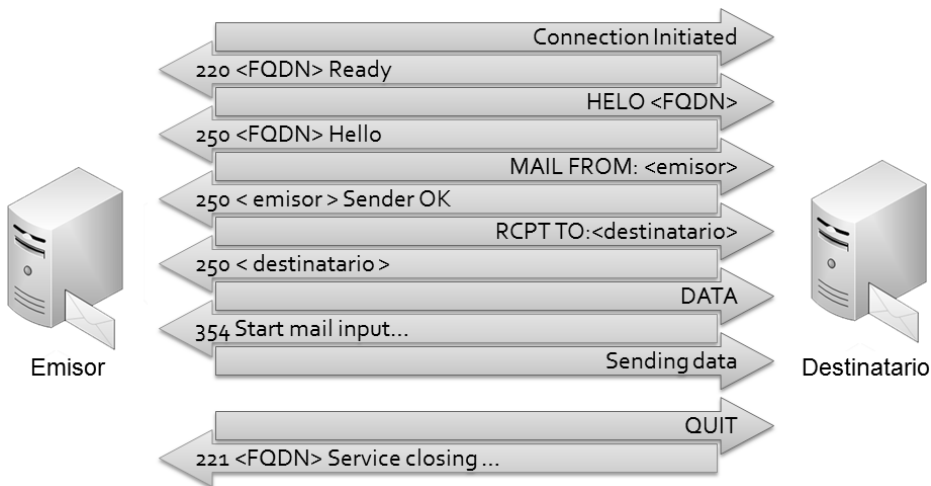 Connection Initiated
220 <FQDN> Ready
HELO <FQDN>
250 <FQDN> Hello
MAIL FROM: <emisor>
250 < emisor > Sender OK
RCPT TO:<destinatario>
250 < destinatario >
DATA
354 Start mail input...
Sending data
Emisor
Destinatario
QUIT
221 <FQDN> Service closing ...